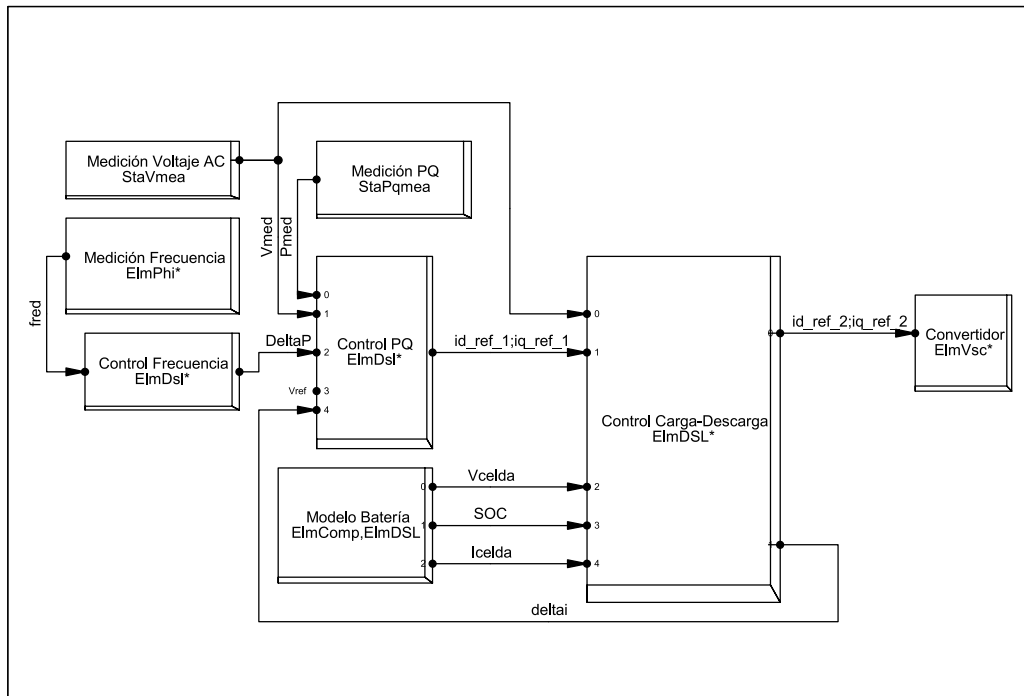 Medición Voltaje AC
StaVmea
Medición PQ
StaPqmea
Vmed
Pmed
Medición Frecuencia
ElmPhi*
fred
Control Frecuencia
ElmDsl*
DeltaP
0
1
2
Vref
3
4
Control PQ
ElmDsl*
id_ref_1;iq_ref_1
0
1
2
3
4
Control Carga-Descarga
ElmDSL*
0
1
id_ref_2;iq_ref_2
Convertidor
ElmVsc*
Modelo Batería
ElmComp,ElmDSL
0
1
2
Vcelda
SOC
Icelda
deltai